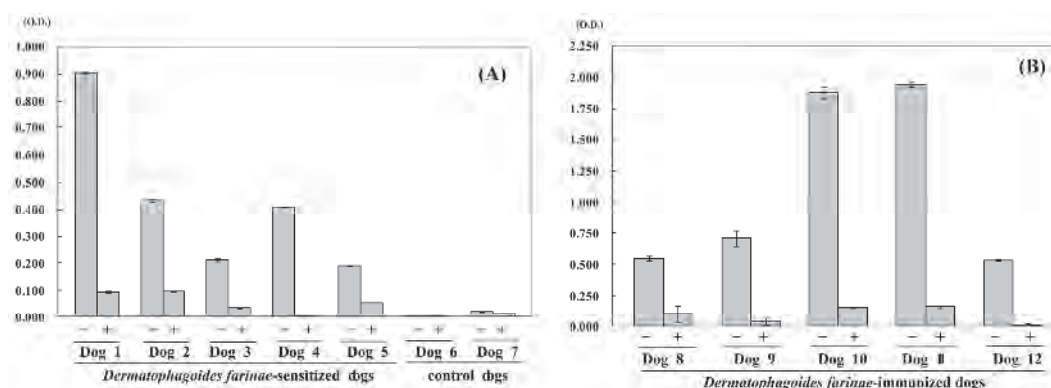 (O.D.)
1.000
0.900
0.800
0.700
0.600
0.500
0.400
0.300
0.200
0.100
0.000
(A)
− + − + − + − + − + − + − +
Dog 1 Dog 2 Dog 3 Dog 4 Dog 5 Dog 6 Dog 7
Dermatophagoides farinae-sensitized dogs control dogs
(O.D.)
2.250
2.000
1.750
1.500
1.250
1.000
0.750
0.500
0.250
0.000
(B)
− + − + − + − + − +
Dog 8 Dog 9 Dog 10 Dog Dog 12
Dermatophagoides farinae-immunized dogs